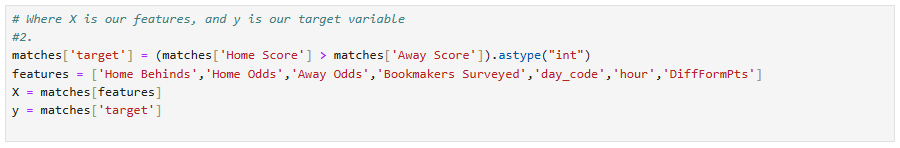 # Where X is our features, and y is our target variable
#2.
matches['target'] = (matches['Home Score'] > matches['Away Score']).astype("int")
features = ['Home Behinds','Home Odds','Away Odds','Bookmakers Surveyed','day_code','hour','DiffFormPts']
X = matches[features]
y = matches['target']